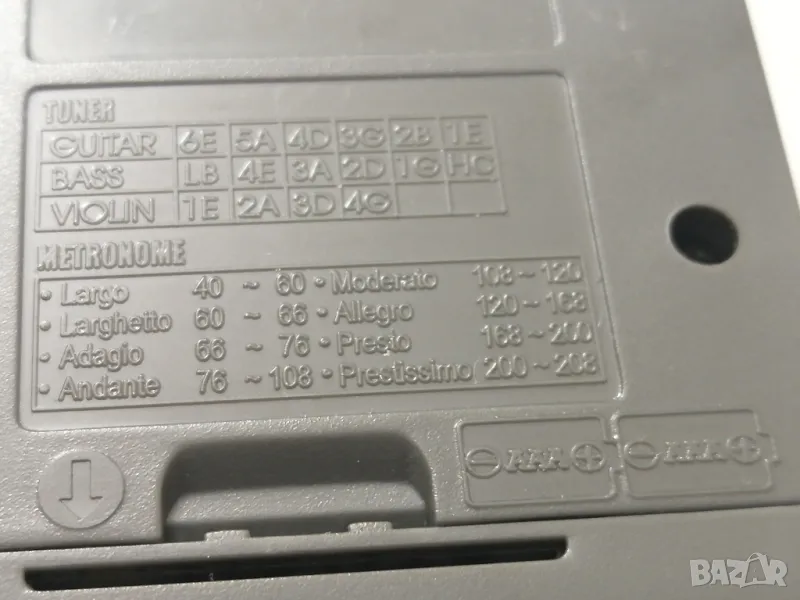 TUNER
GUITAR 6E 5A 4D 3G 2B 1E
BASS LB 4E 3A 2D 1G HC
VIOLIN 1E 2A 3D 4G
METRONOME
• Largo 40 ~ 60 • Moderato 108 ~ 120
• Larghetto 60 ~ 66 • Allegro 120 ~ 168
• Adagio 66 ~ 76 • Presto 168 ~ 200
• Andante 76 ~ 108 • Prestissimo 200 ~ 208
⊖ AAA ⊕ ⊖ AAA ⊕
BAZAR